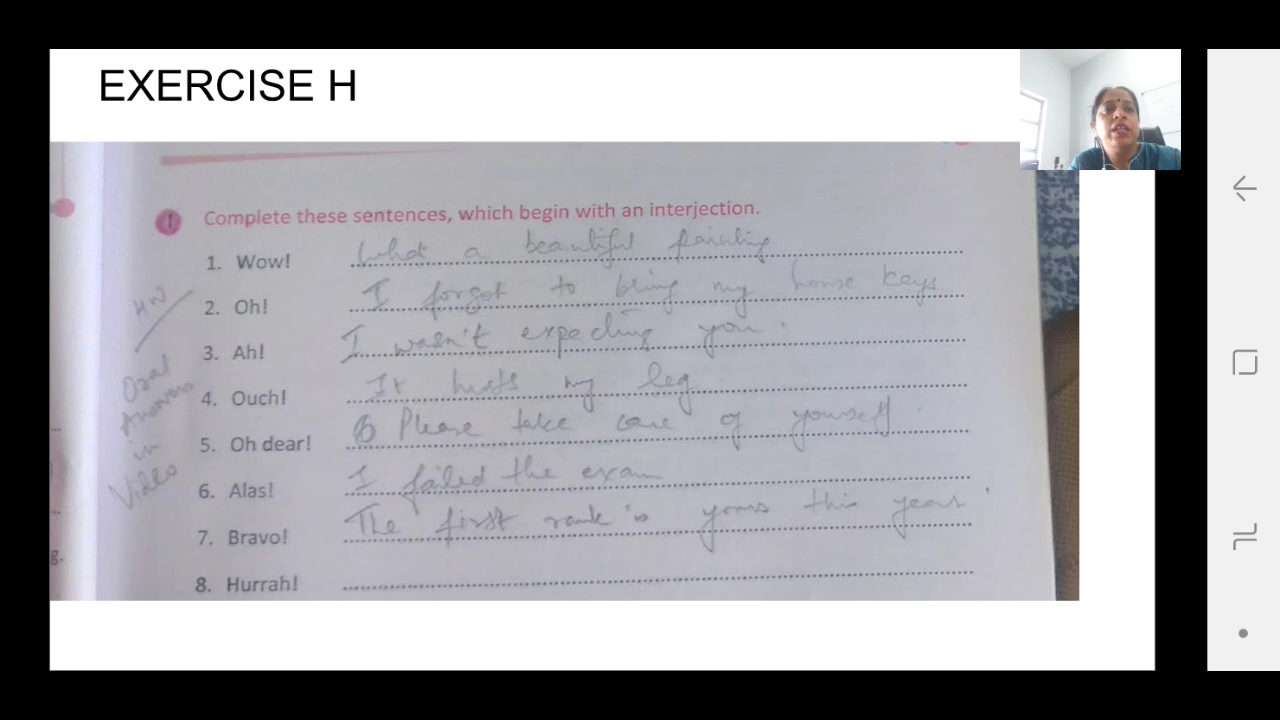 EXERCISE H
I Complete these sentences, which begin with an interjection.
1. Wow! What a beautiful painting
2. Oh! I forgot to bring my house keys
3. Ah! I wasn't expecting you.
4. Ouch! It hurts my leg
5. Oh dear! Please take care of yourself.
6. Alas! I failed the exam
7. Bravo! The first rank is yours this year.
8. Hurrah!
HW
Oral
Answers
in
Video
g.